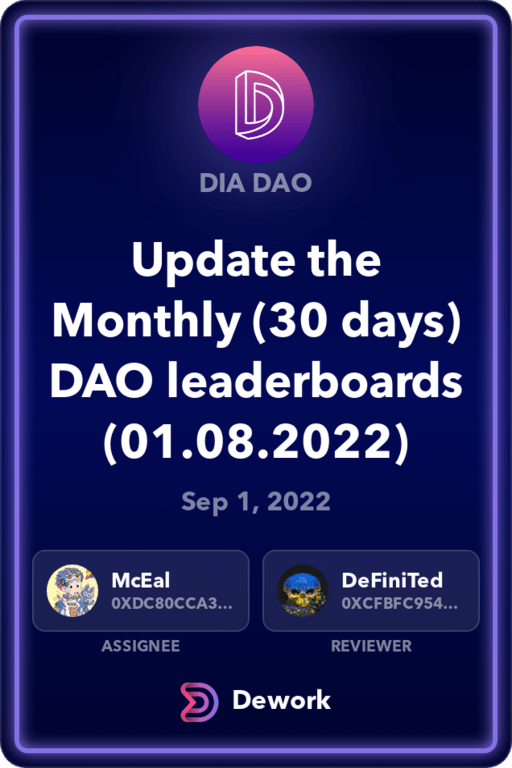 DIA DAO
Update the
Monthly (30 days)
DAO leaderboards
(01.08.2022)
Sep 1, 2022
McEal
0XDC80CCA3...
ASSIGNEE
DeFiniTed
0XCFBFC954...
REVIEWER
Dework